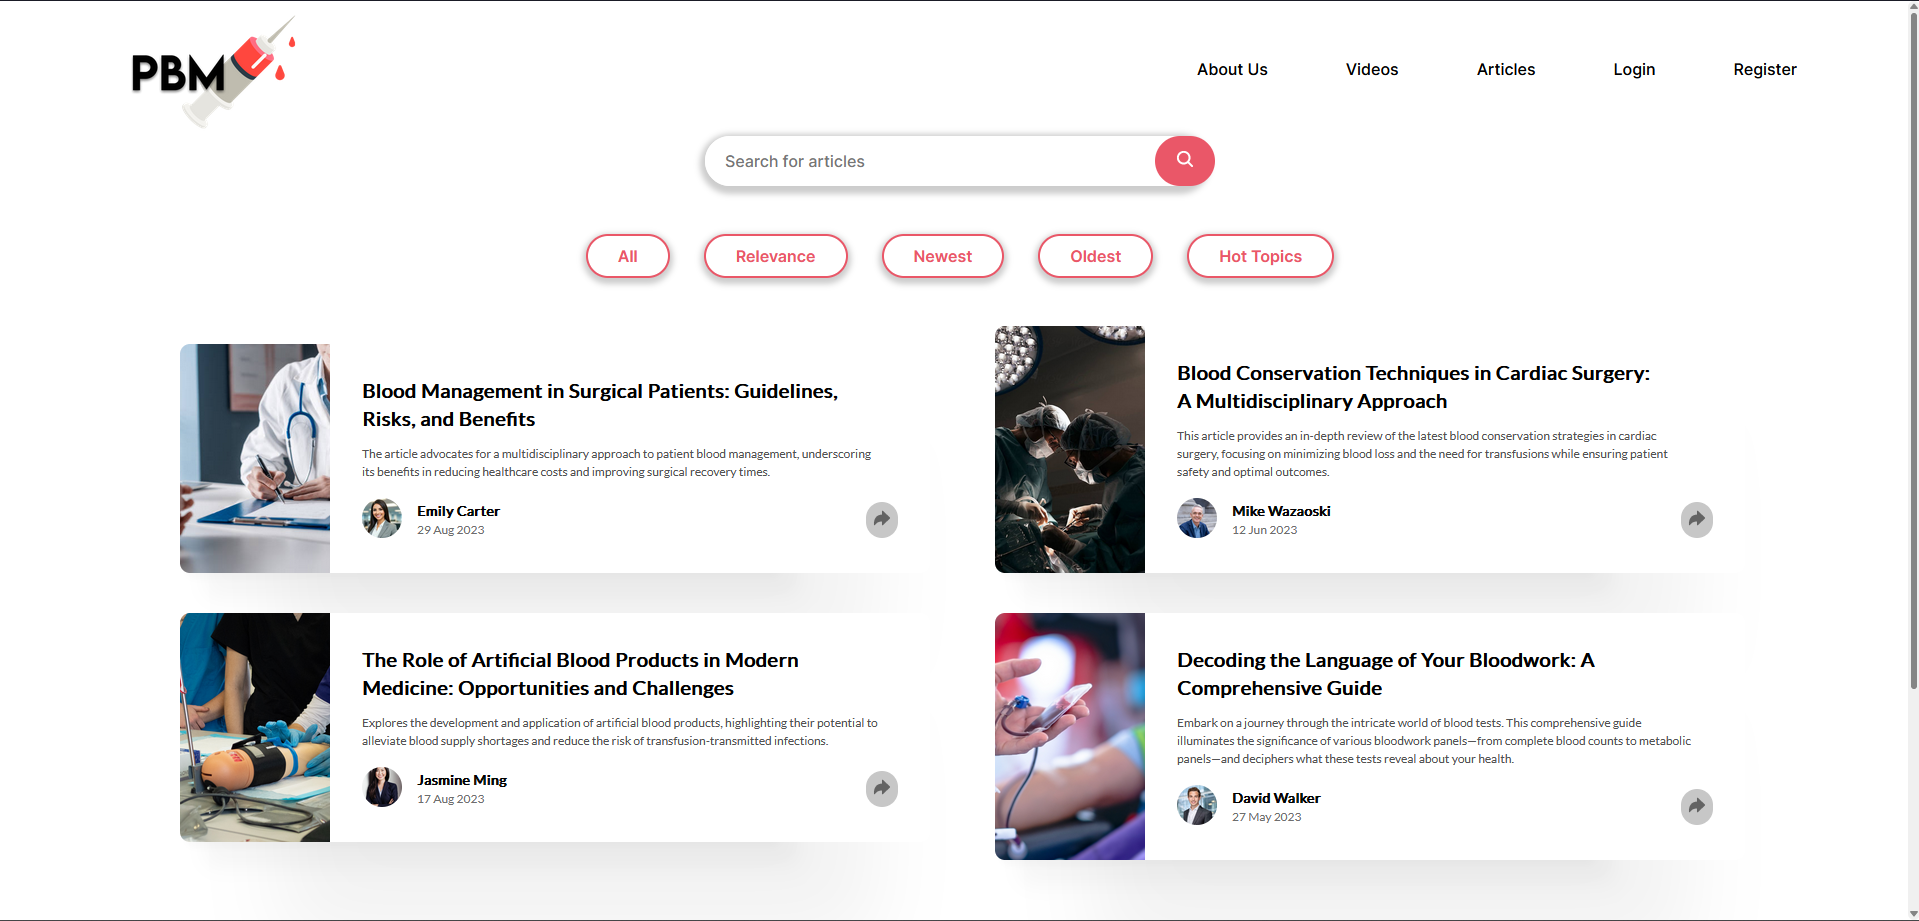 PBM
About Us
Videos
Articles
Login
Register
Search for articles
All
Relevance
Newest
Oldest
Hot Topics
Blood Management in Surgical Patients: Guidelines,
Risks, and Benefits
The article advocates for a multidisciplinary approach to patient blood management, underscoring
its benefits in reducing healthcare costs and improving surgical recovery times.
Emily Carter
29 Aug 2023
Blood Conservation Techniques in Cardiac Surgery:
A Multidisciplinary Approach
This article provides an in-depth review of the latest blood conservation strategies in cardiac
surgery, focusing on minimizing blood loss and the need for transfusions while ensuring patient
safety and optimal outcomes.
Mike Wazaoski
12 Jun 2023
The Role of Artificial Blood Products in Modern
Medicine: Opportunities and Challenges
Explores the development and application of artificial blood products, highlighting their potential to
alleviate blood supply shortages and reduce the risk of transfusion-transmitted infections.
Jasmine Ming
17 Aug 2023
Decoding the Language of Your Bloodwork: A
Comprehensive Guide
Embark on a journey through the intricate world of blood tests. This comprehensive guide
illuminates the significance of various bloodwork panels—from complete blood counts to metabolic
panels—and deciphers what these tests reveal about your health.
David Walker
27 May 2023